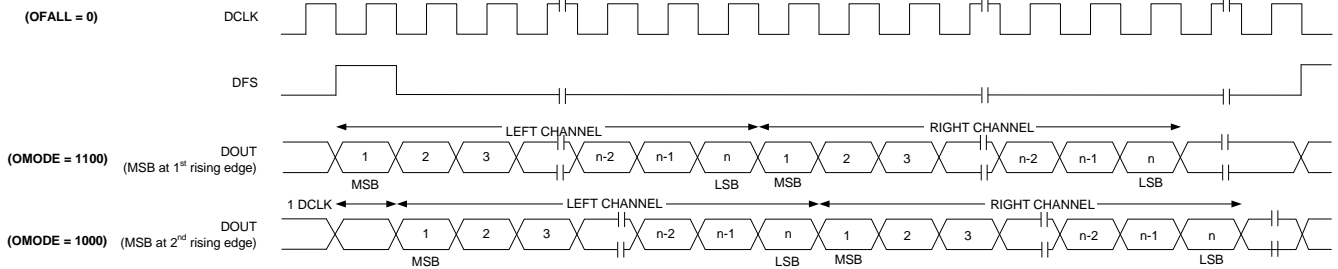 (OFALL = 0) DCLK
DFS
LEFT CHANNEL RIGHT CHANNEL
(OMODE = 1100) DOUT 1 2 3 n-2 n-1 n 1 2 3 n-2 n-1 n
(MSB at 1st rising edge)
MSB LSB MSB LSB
1 DCLK LEFT CHANNEL RIGHT CHANNEL
(OMODE = 1000) DOUT 1 2 3 n-2 n-1 n 1 2 3 n-2 n-1 n
(MSB at 2nd rising edge)
MSB LSB MSB LSB